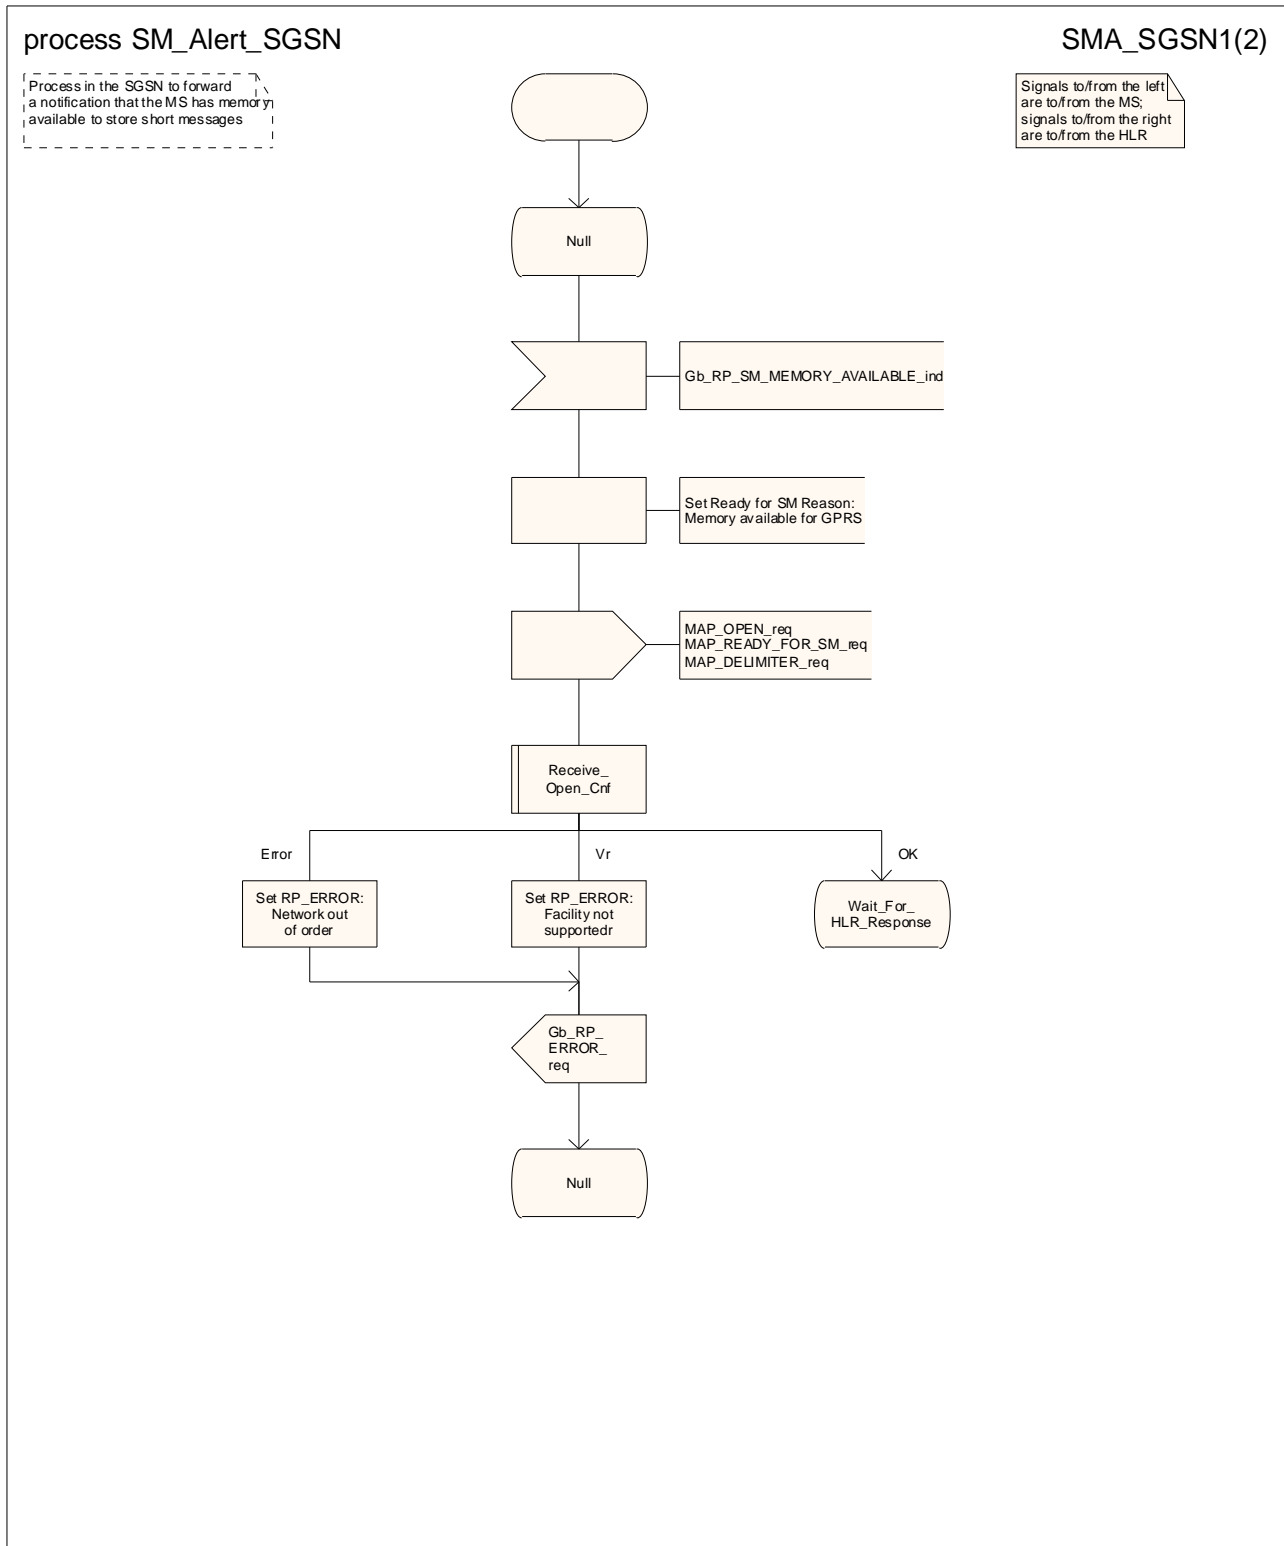 process SM_Alert_SGSN
SMA_SGSN1(2)
Process in the SGSN to forward
a notification that the MS has memory
available to store short messages
Signals to/from the left
are to/from the MS;
signals to/from the right
are to/from the HLR
Null
Gb_RP_SM_MEMORY_AVAILABLE_ind
Set Ready for SM Reason:
Memory available for GPRS
MAP_OPEN_req
MAP_READY_FOR_SM_req
MAP_DELIMITER_req
Receive_
Open_Cnf
Error
Vr
OK
Set RP_ERROR:
Network out
of order
Set RP_ERROR:
Facility not
supportedr
Wait_For_
HLR_Response
Gb_RP_
ERROR_
req
Null